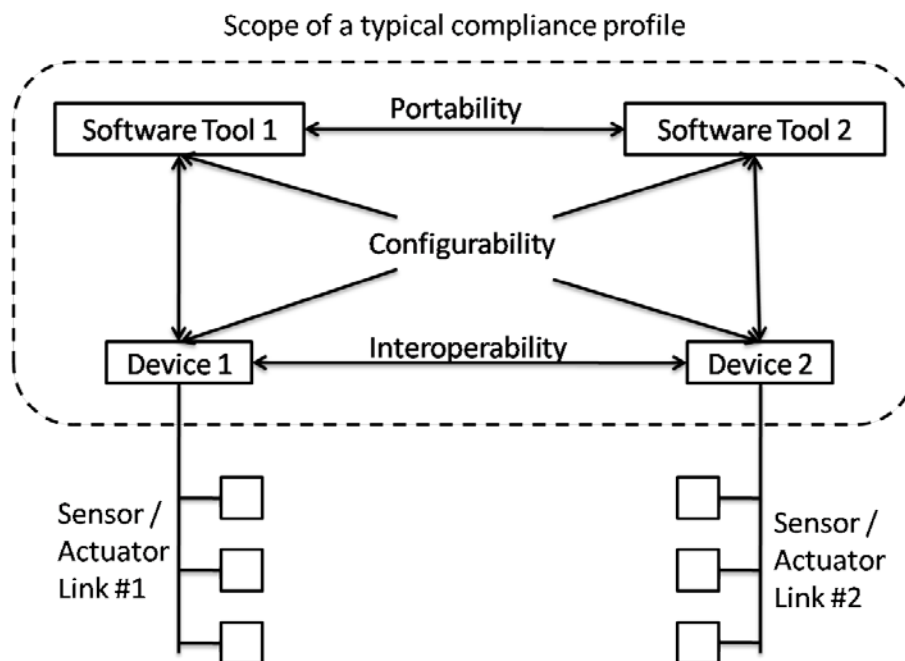 Scope of a typical compliance profile
Software Tool 1
Portability
Software Tool 2
Configurability
Device 1
Interoperability
Device 2
Sensor /
Actuator
Link #1
Sensor /
Actuator
Link #2